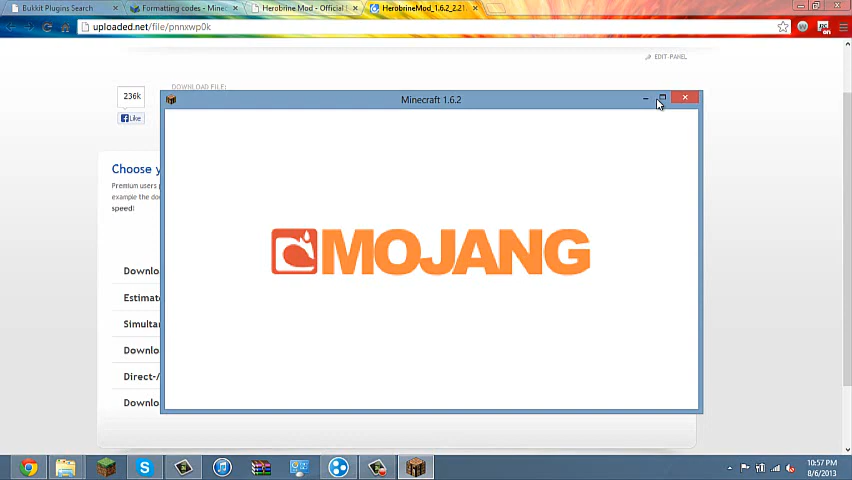 Bukkit Plugins Search
Formatting codes - Minec
Herobrine Mod - Official
HerobrineMod_1.6.2_2.21
uploaded.net/file/pnnxwp0k
EDIT-PANEL
DOWNLOAD FILE:
236k
Like
Minecraft 1.6.2
MOJANG
Choose y
Premium users p
example the do
speed!
Downlo
Estimate
Simultar
Downlo
Direct-/
Downlo
10:57 PM
8/6/2013